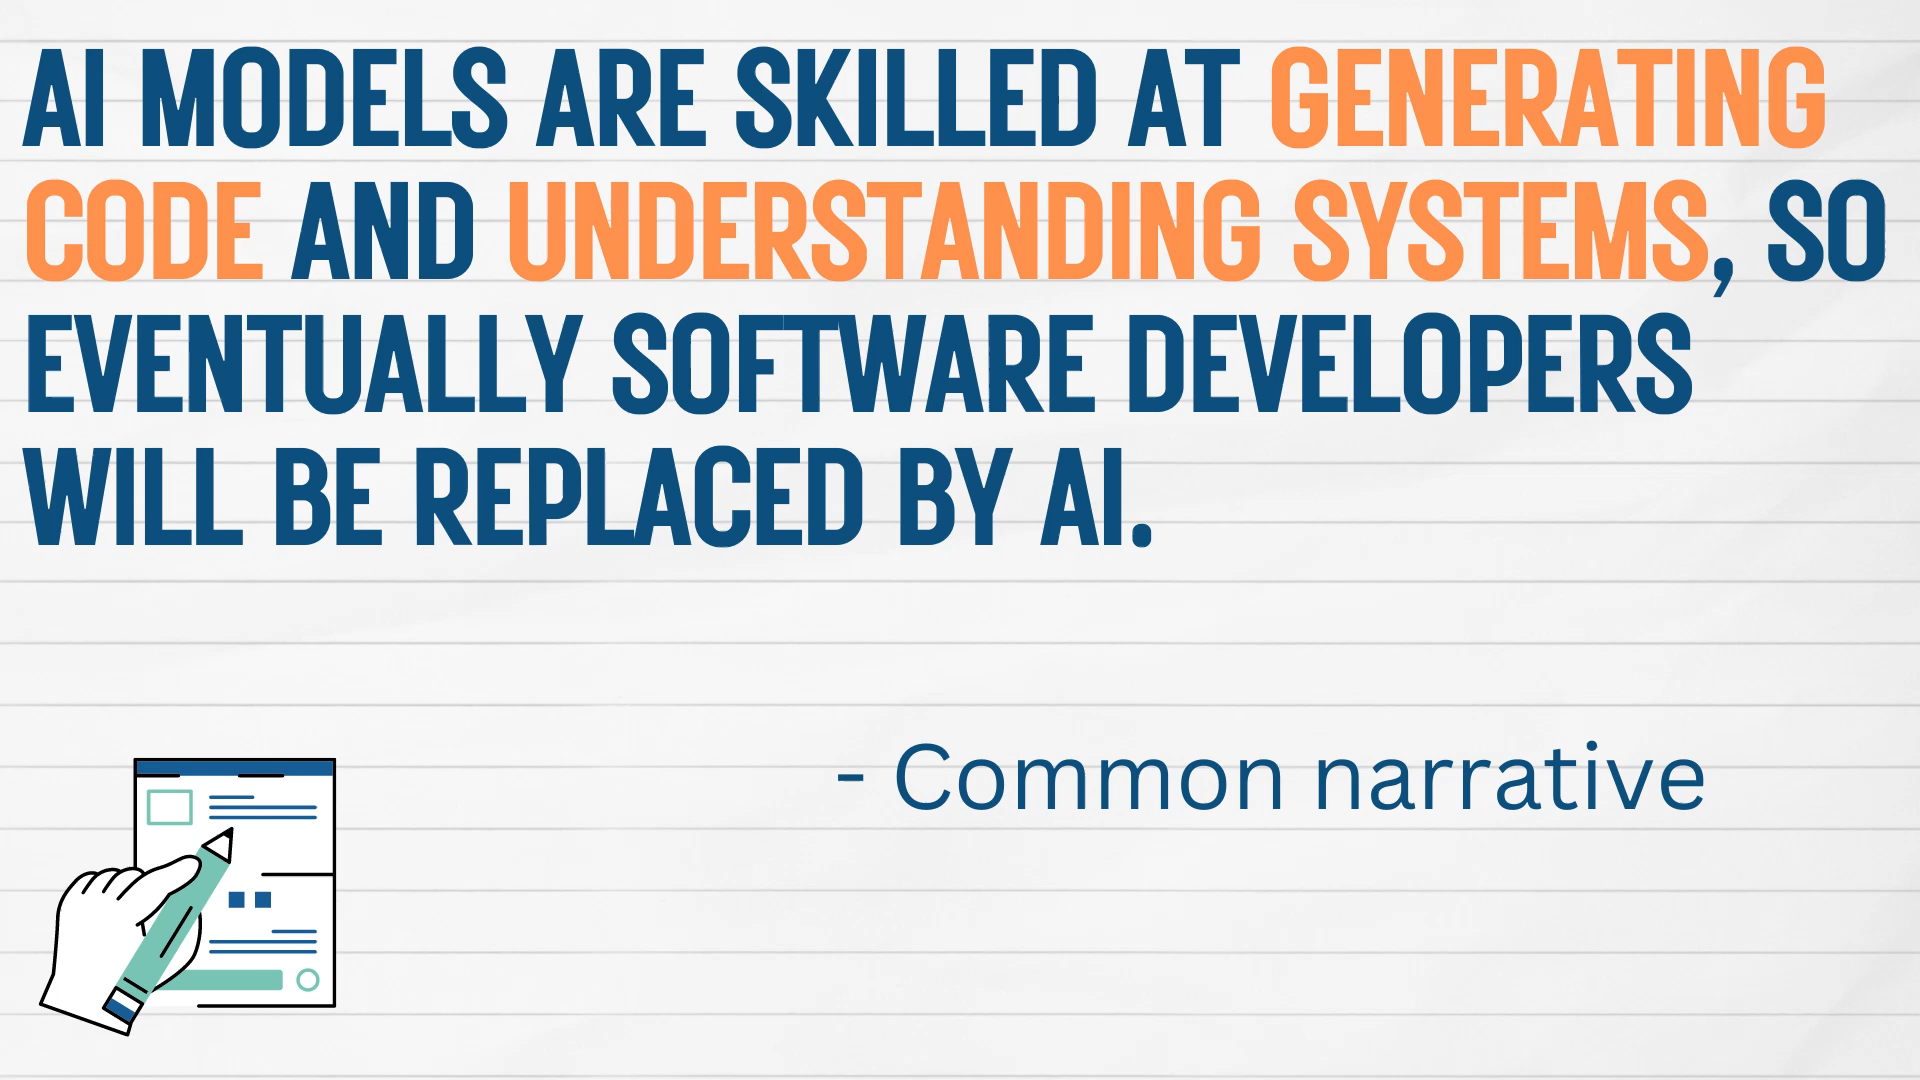 AI MODELS ARE SKILLED AT GENERATING
CODE AND UNDERSTANDING SYSTEMS, SO
EVENTUALLY SOFTWARE DEVELOPERS
WILL BE REPLACED BY AI.
- Common narrative